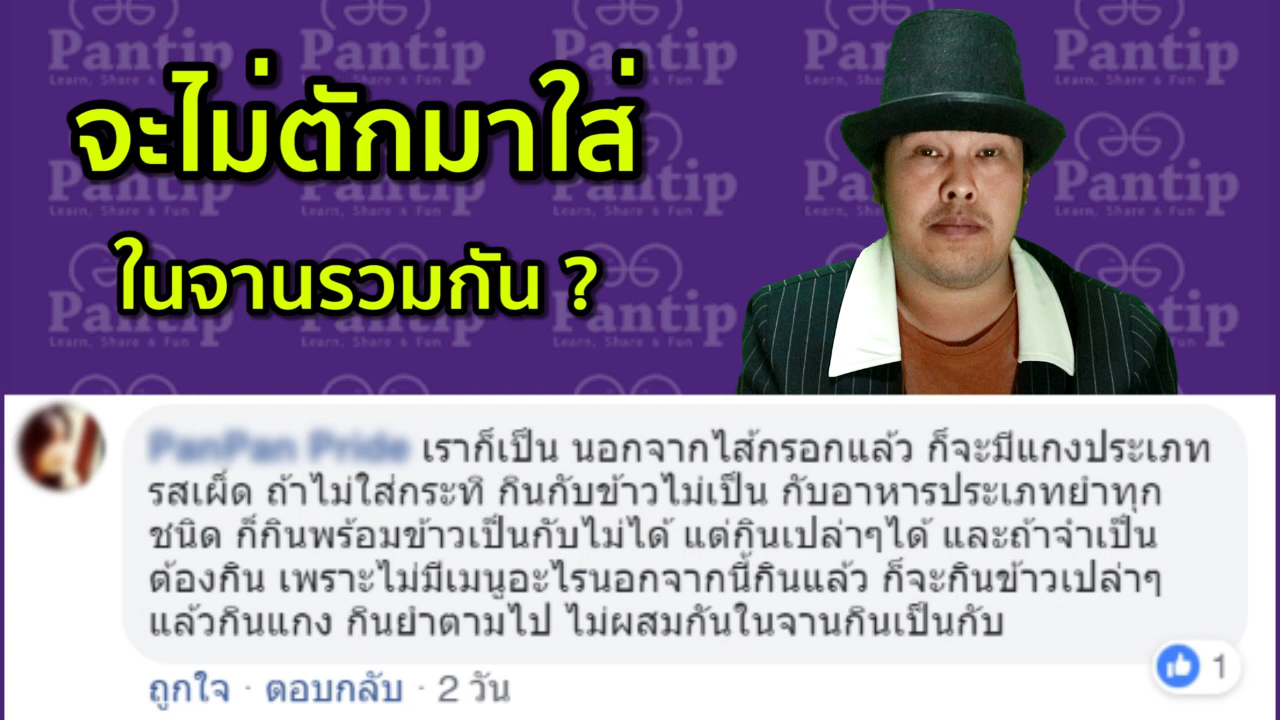 จะไม่ตักมาใส่
ในจานรวมกัน ?
Pantip
Learn, Share & Fun
PanPan Pride เราก็เป็น นอกจากไส้กรอกแล้ว ก็จะมีแกงประเภท
รสเผ็ด ถ้าไม่ใส่กระทิ กินกับข้าวไม่เป็น กับอาหารประเภทยำทุก
ชนิด ก็กินพร้อมข้าวเป็นกับไม่ได้ แต่กินเปล่าๆได้ และถ้าจำเป็น
ต้องกิน เพราะไม่มีเมนูอะไรนอกจากนี้กินแล้ว ก็จะกินข้าวเปล่าๆ
แล้วกินแกง กินยำตามไป ไม่ผสมกันในจานกินเป็นกับ
1
ถูกใจ · ตอบกลับ · 2 วัน